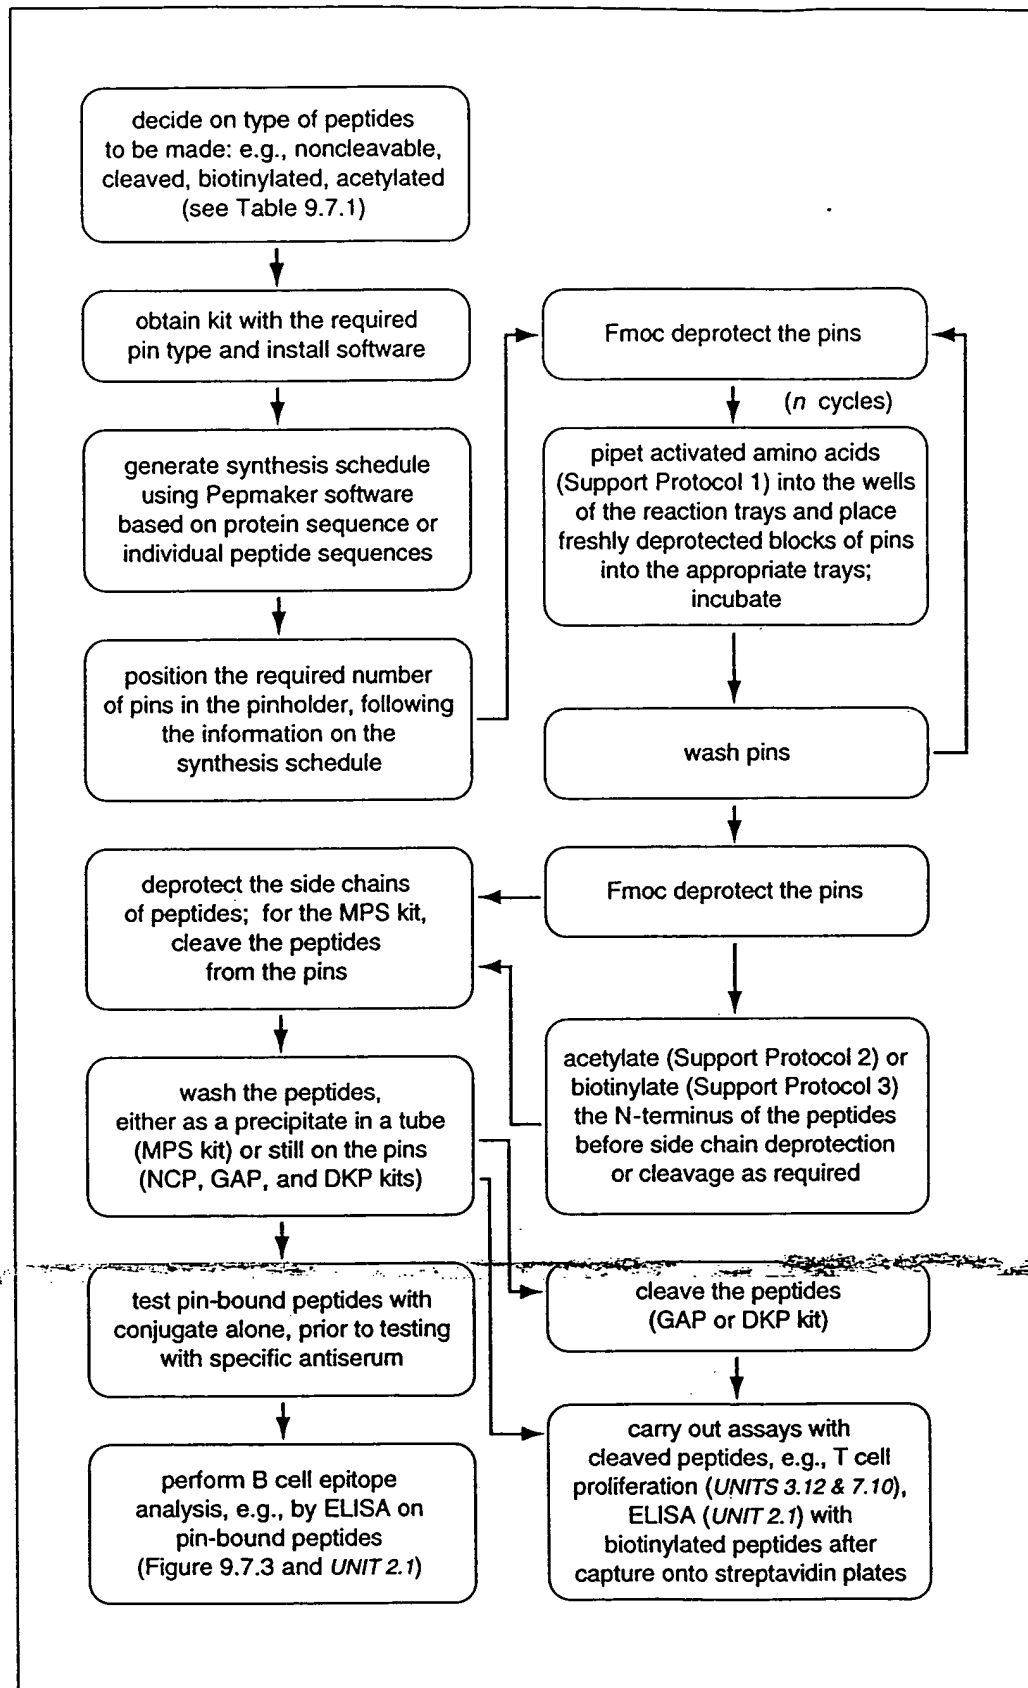 decide on type of peptides
to be made: e.g., noncleavable,
cleaved, biotinylated, acetylated
(see Table 9.7.1)
obtain kit with the required
pin type and install software
generate synthesis schedule
using Pepmaker software
based on protein sequence or
individual peptide sequences
position the required number
of pins in the pinholder, following
the information on the
synthesis schedule
Fmoc deprotect the pins
(n cycles)
pipet activated amino acids
(Support Protocol 1) into the wells
of the reaction trays and place
freshly deprotected blocks of pins
into the appropriate trays;
incubate
wash pins
Fmoc deprotect the pins
acetylate (Support Protocol 2) or
biotinylate (Support Protocol 3)
the N-terminus of the peptides
before side chain deprotection
or cleavage as required
deprotect the side chains
of peptides; for the MPS kit,
cleave the peptides
from the pins
wash the peptides,
either as a precipitate in a tube
(MPS kit) or still on the pins
(NCP, GAP, and DKP kits)
test pin-bound peptides with
conjugate alone, prior to testing
with specific antiserum
perform B cell epitope
analysis, e.g., by ELISA on
pin-bound peptides
(Figure 9.7.3 and UNIT 2.1)
cleave the peptides
(GAP or DKP kit)
carry out assays with
cleaved peptides, e.g., T cell
proliferation (UNITS 3.12 & 7.10),
ELISA (UNIT 2.1) with
biotinylated peptides after
capture onto streptavidin plates